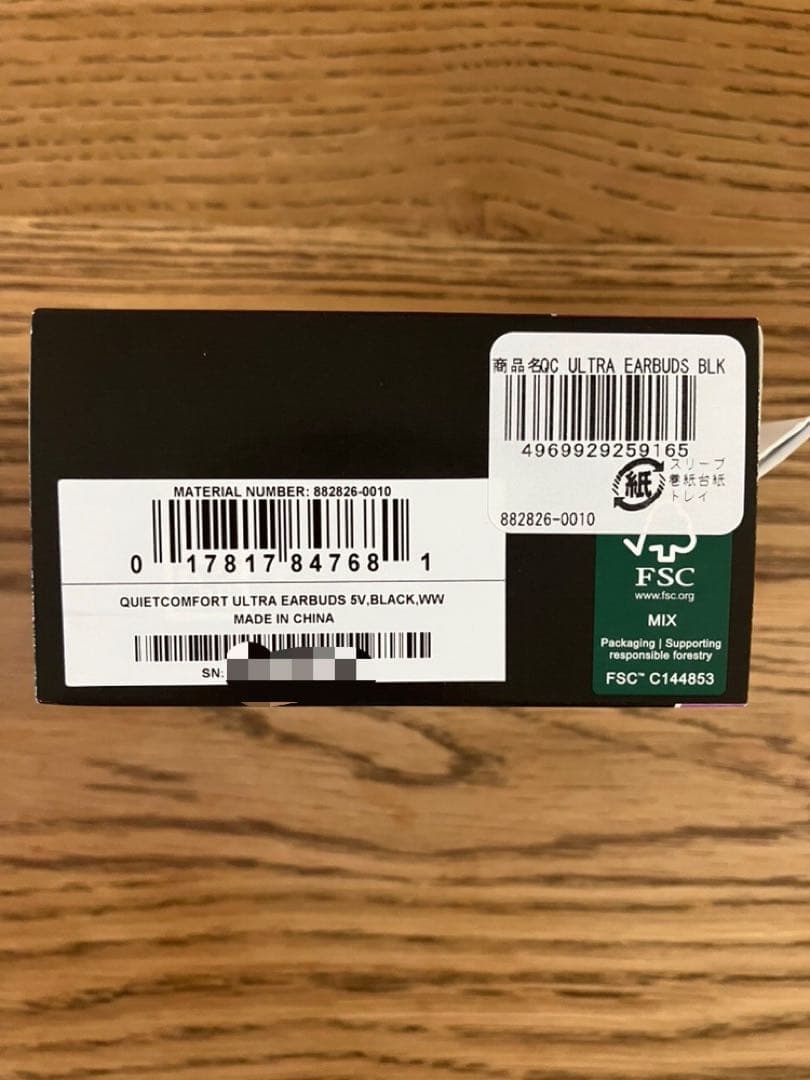 商品名QC ULTRA EARBUDS BLK
4969929259165
紙
スリーブ
巻紙台紙
トレイ
882826-0010
MATERIAL NUMBER: 882826-0010
0 17817 84768 1
QUIETCOMFORT ULTRA EARBUDS 5V,BLACK,WW
MADE IN CHINA
SN:
FSC
www.fsc.org
MIX
Packaging | Supporting
responsible forestry
FSC™ C144853